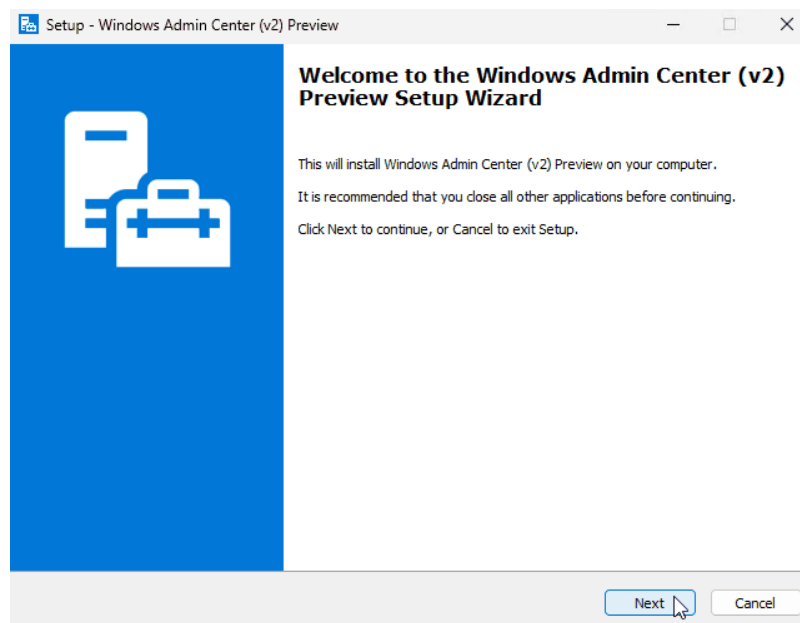 Setup - Windows Admin Center (v2) Preview
Welcome to the Windows Admin Center (v2)
Preview Setup Wizard
This will install Windows Admin Center (v2) Preview on your computer.
It is recommended that you close all other applications before continuing.
Click Next to continue, or Cancel to exit Setup.
Next
Cancel